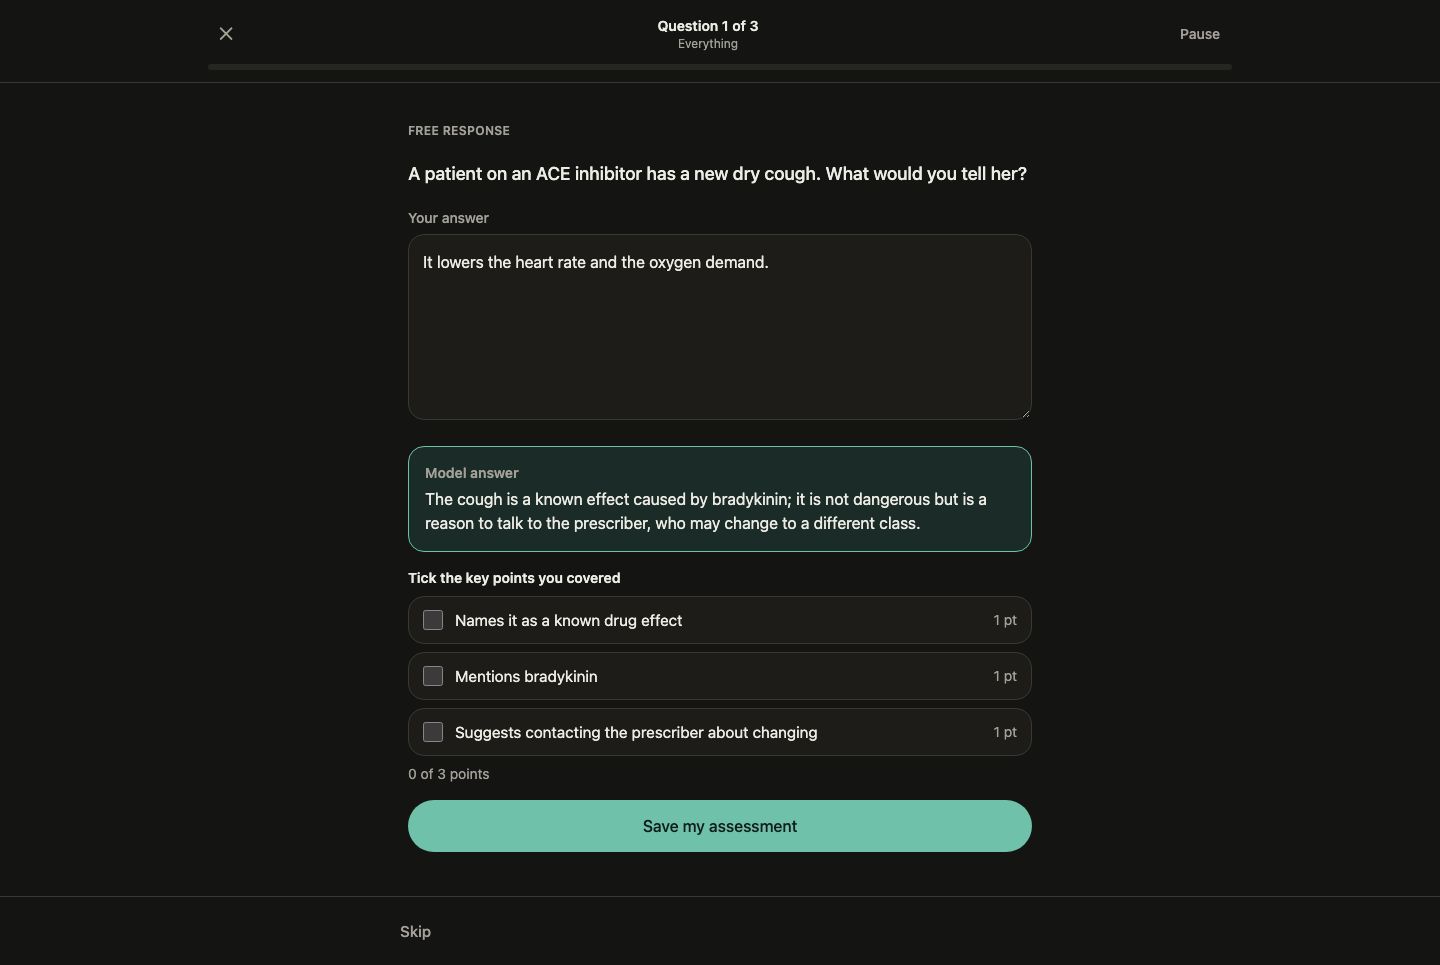 Question 1 of 3
Everything
Pause
FREE RESPONSE
A patient on an ACE inhibitor has a new dry cough. What would you tell her?
Your answer
It lowers the heart rate and the oxygen demand.
Model answer
The cough is a known effect caused by bradykinin; it is not dangerous but is a
reason to talk to the prescriber, who may change to a different class.
Tick the key points you covered
Names it as a known drug effect 1 pt
Mentions bradykinin 1 pt
Suggests contacting the prescriber about changing 1 pt
0 of 3 points
Save my assessment
Skip